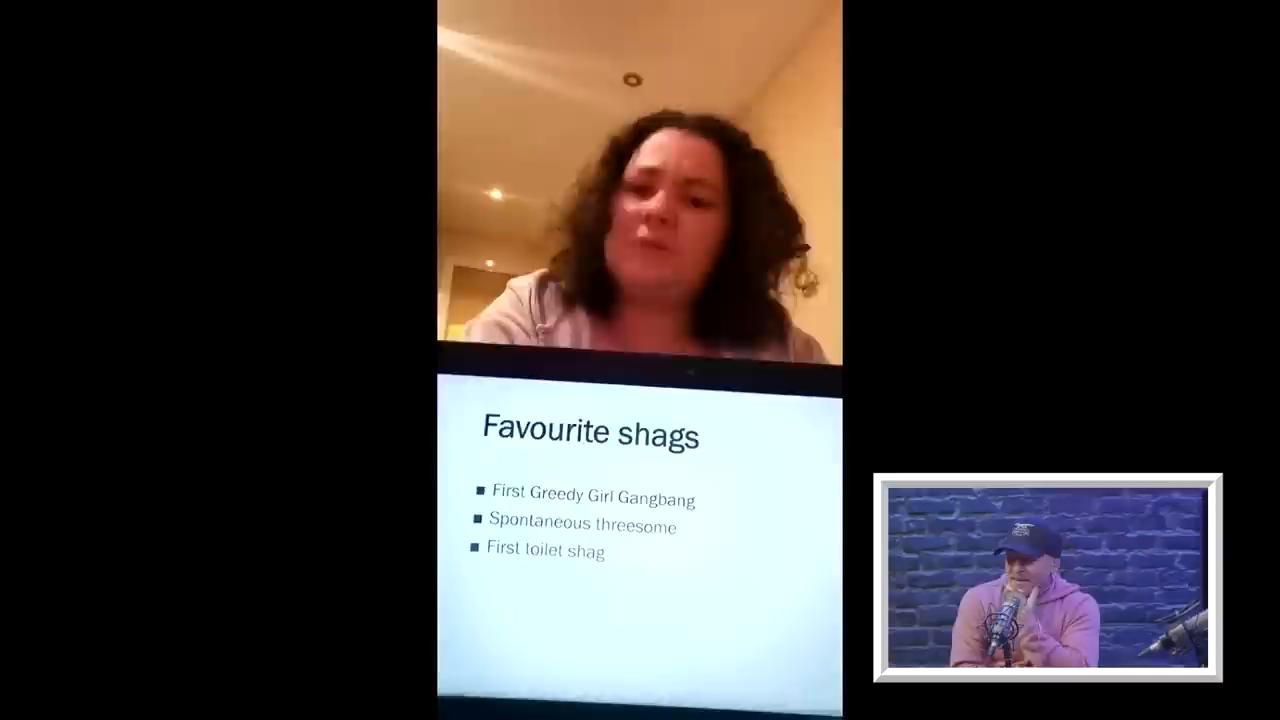 Favourite shags
First Greedy Girl Gangbang
Spontaneous threesome
First toilet shag